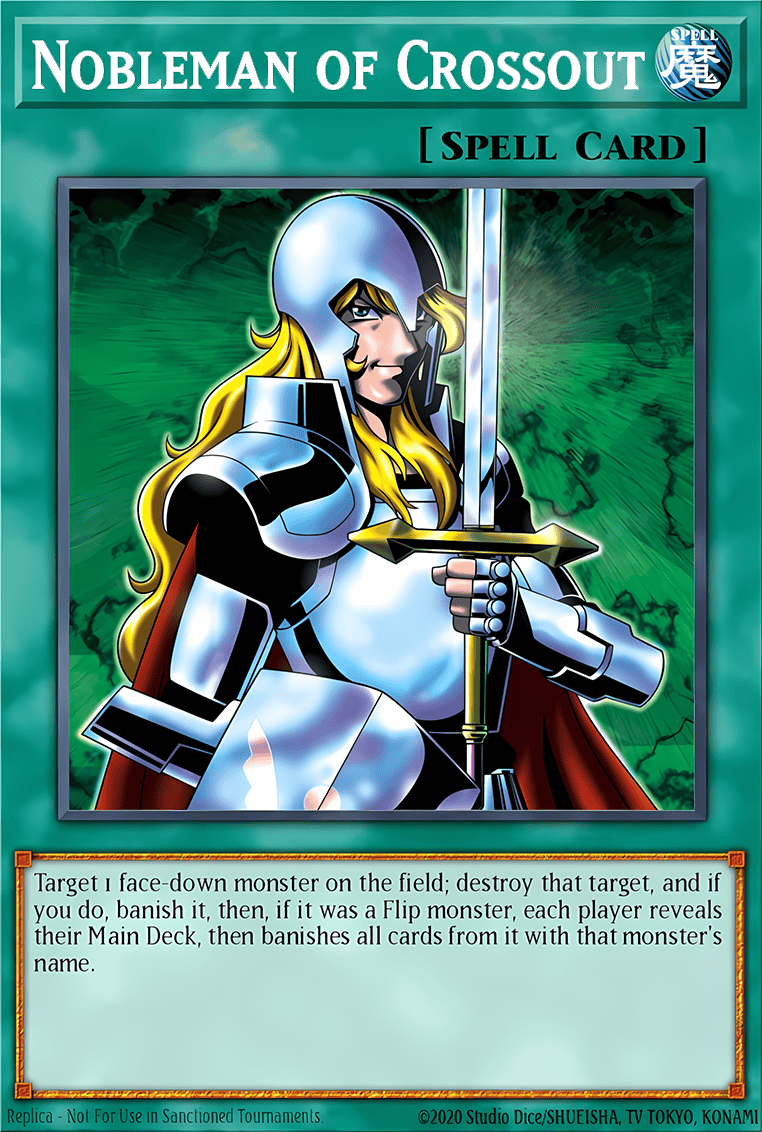 Nobleman of Crossout
SPELL
魔
[Spell Card]
Target 1 face-down monster on the field; destroy that target, and if
you do, banish it, then, if it was a Flip monster, each player reveals
their Main Deck, then banishes all cards from it with that monster's
name.
Replica - Not For Use in Sanctioned Tournaments.
©2020 Studio Dice/SHUEISHA, TV TOKYO, KONAMI